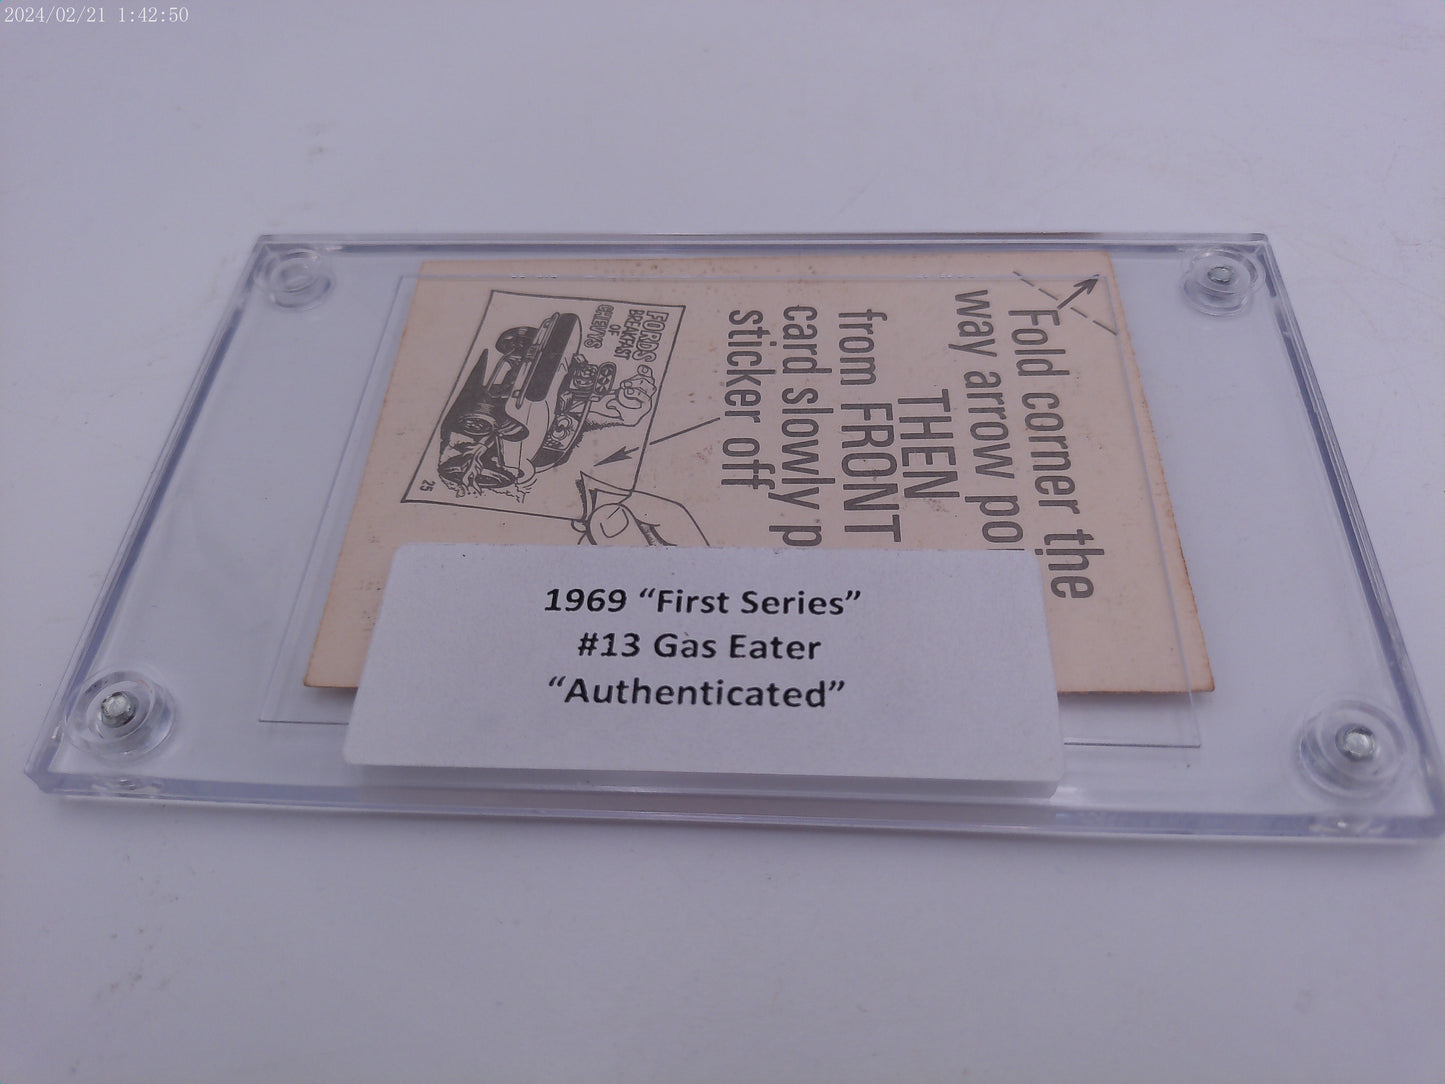 2024/02/21 1:42:50
Fold corner the
way arrow po
THEN
from FRONT
card slowly p
sticker off
FORDS
BREAKFAST
OF
CHEVEUYS
25
1969 “First Series”
#13 Gas Eater
“Authenticated”